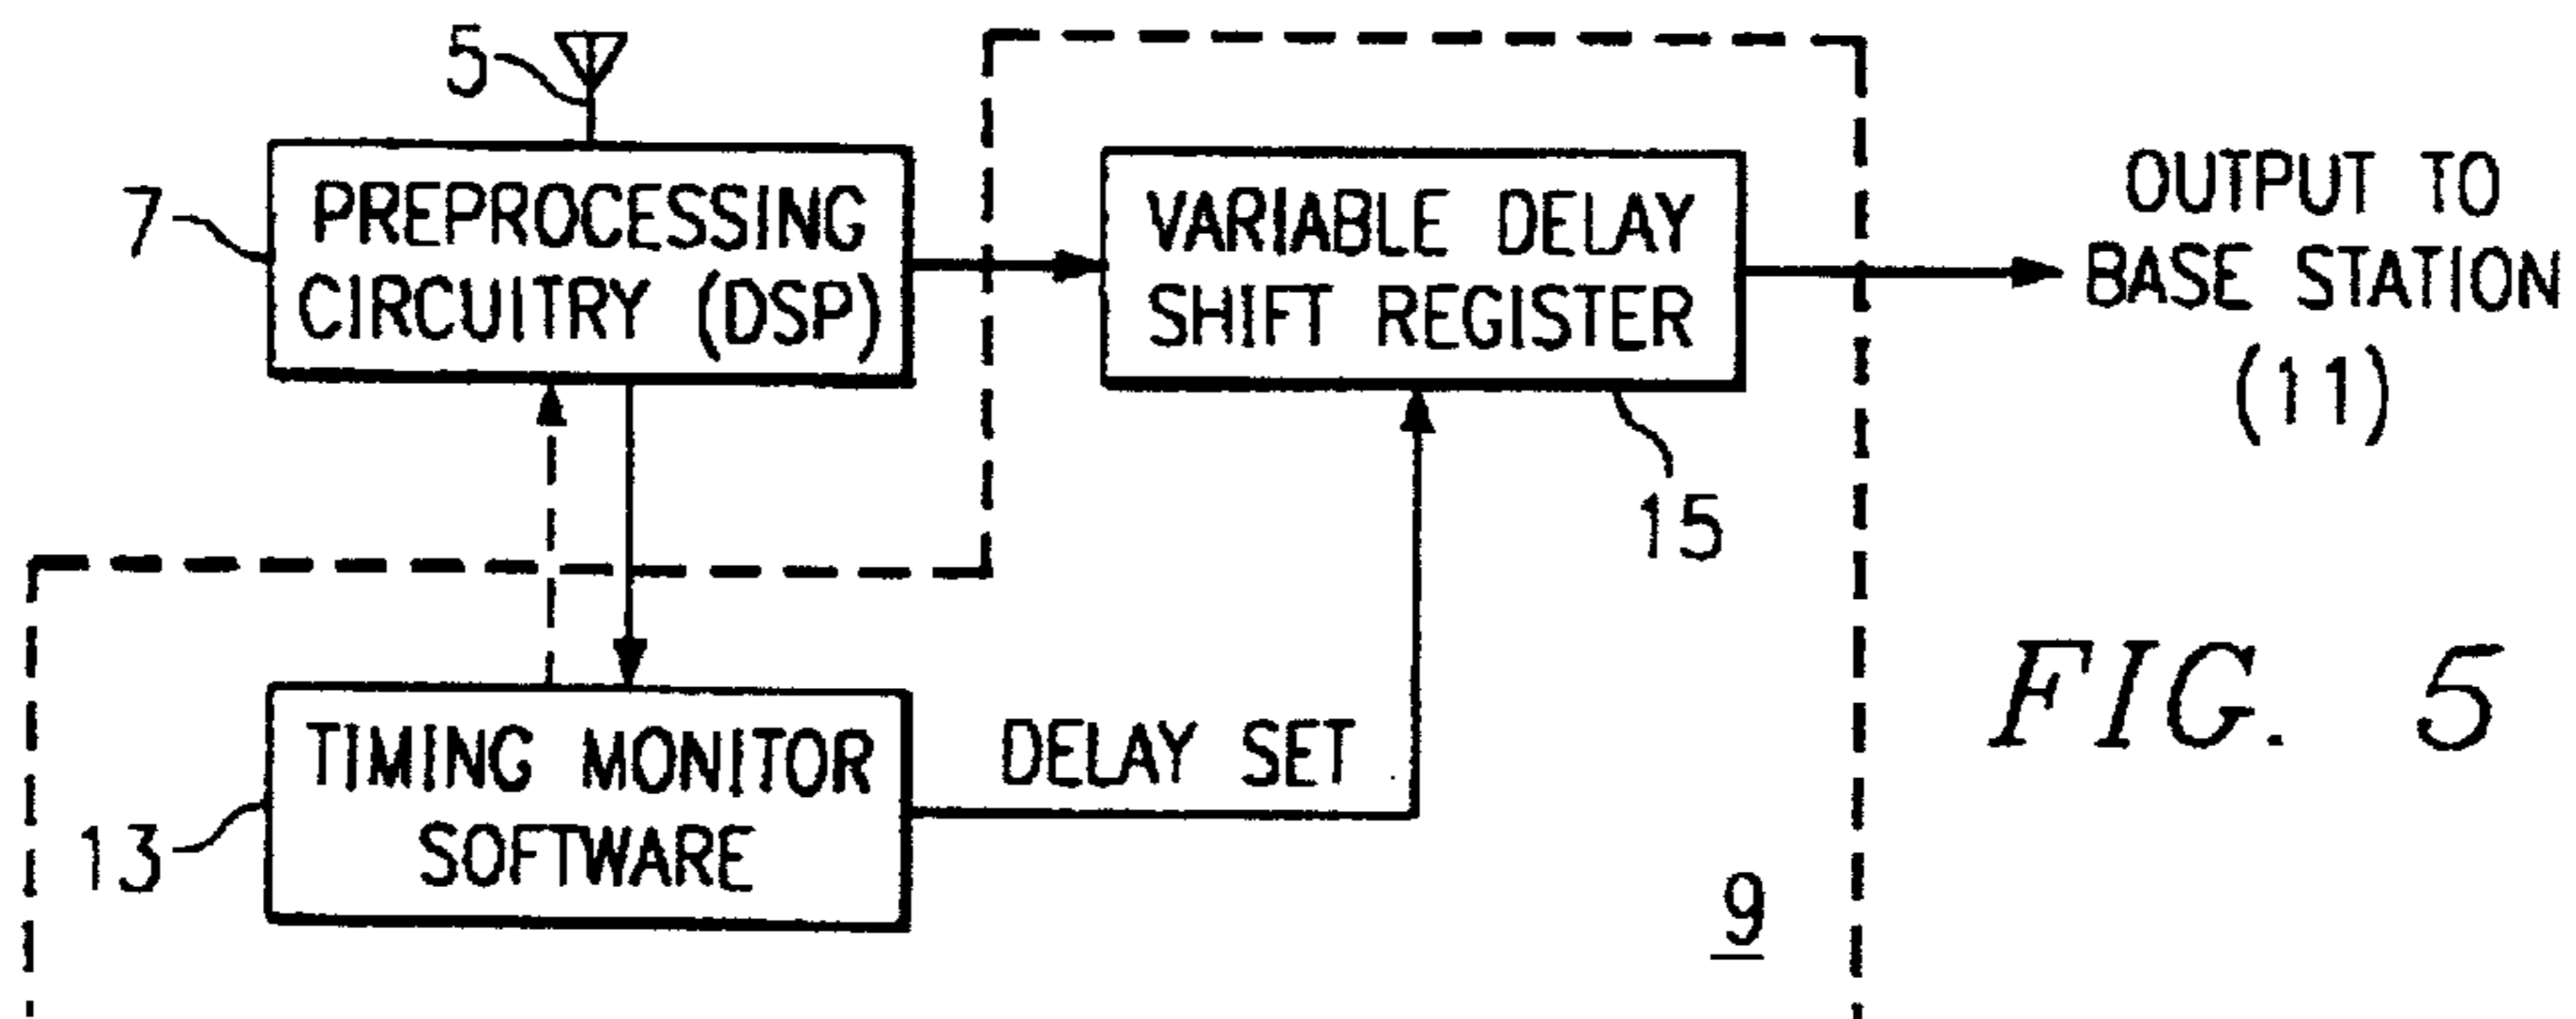 5
7
PREPROCESSING
CIRCUITRY (DSP)
VARIABLE DELAY
SHIFT REGISTER
15
OUTPUT TO
BASE STATION
(11)
13
TIMING MONITOR
SOFTWARE
DELAY SET
9
FIG. 5